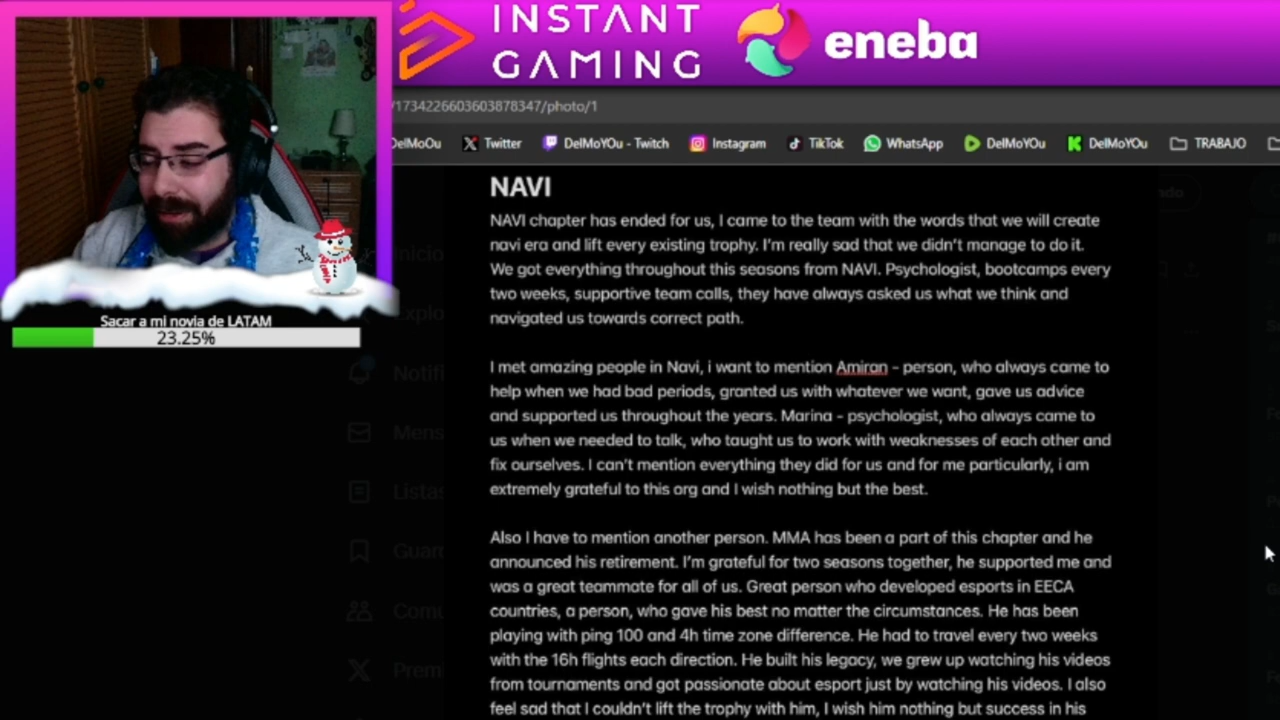 INSTANT
GAMING
eneba
/1734226603603878347/photo/1
DelMoOu
Twitter
DelMoYOu - Twitch
Instagram
TikTok
WhatsApp
DelMoYOu
DelMoYOu
TRABAJO
Sacar a mi novia de LATAM
23.25%
Inicio
Explo
Notifi
Mens
Listas
Guar
Comu
Premi
NAVI
NAVI chapter has ended for us, I came to the team with the words that we will create
navi era and lift every existing trophy. I'm really sad that we didn't manage to do it.
We got everything throughout this seasons from NAVI. Psychologist, bootcamps every
two weeks, supportive team calls, they have always asked us what we think and
navigated us towards correct path.
I met amazing people in Navi, i want to mention Amiran - person, who always came to
help when we had bad periods, granted us with whatever we want, gave us advice
and supported us throughout the years. Marina - psychologist, who always came to
us when we needed to talk, who taught us to work with weaknesses of each other and
fix ourselves. I can't mention everything they did for us and for me particularly, i am
extremely grateful to this org and I wish nothing but the best.
Also I have to mention another person. MMA has been a part of this chapter and he
announced his retirement. I'm grateful for two seasons together, he supported me and
was a great teammate for all of us. Great person who developed esports in EECA
countries, a person, who gave his best no matter the circumstances. He has been
playing with ping 100 and 4h time zone difference. He had to travel every two weeks
with the 16h flights each direction. He built his legacy, we grew up watching his videos
from tournaments and got passionate about esport just by watching his videos. I also
feel sad that I couldn't lift the trophy with him, I wish him nothing but success in his